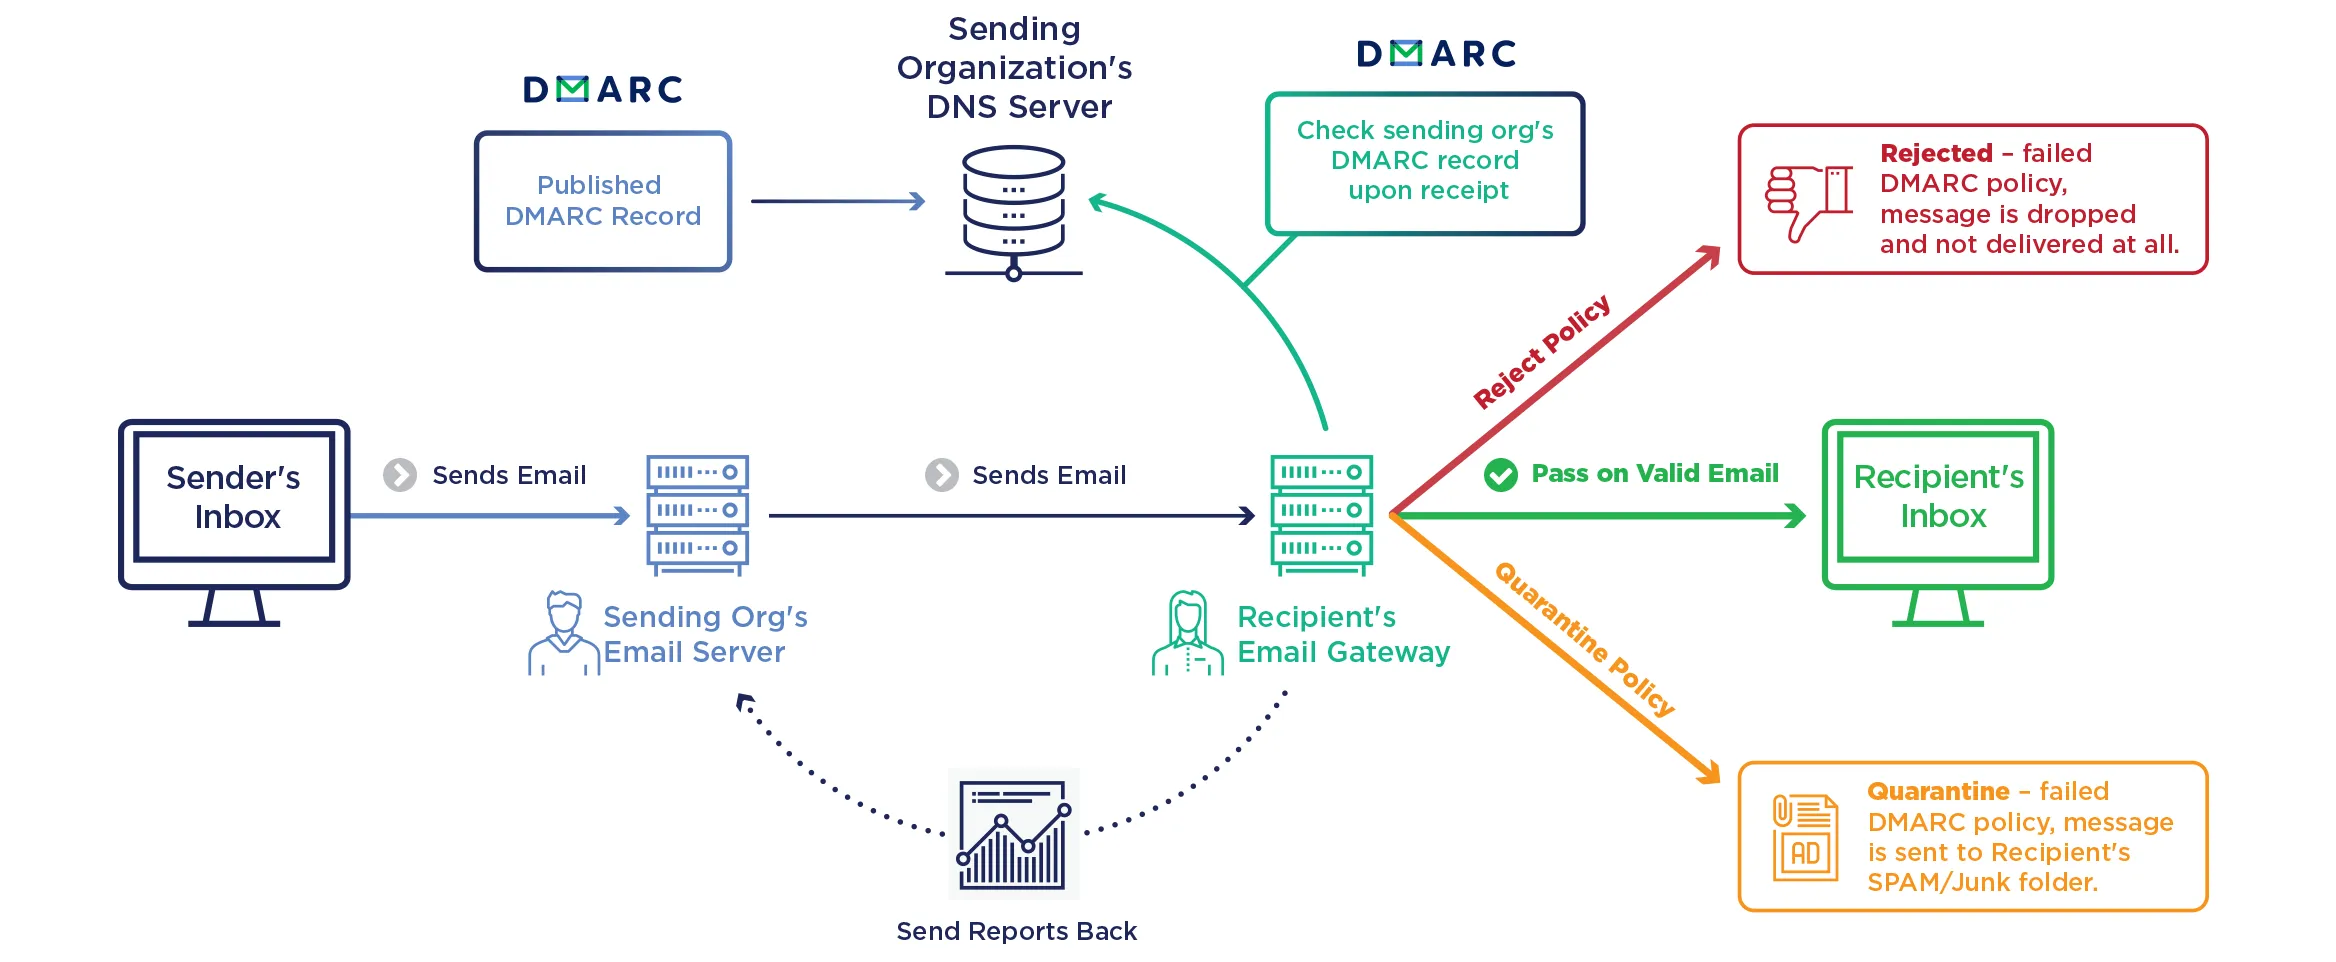 Sending
Organization's
DNS Server
DMARC
DMARC
Published
DMARC Record
Check sending org's
DMARC record
upon receipt
Rejected – failed
DMARC policy,
message is dropped
and not delivered at all.
Reject Policy
Sender's
Inbox
Sends Email
Sends Email
Pass on Valid Email
Recipient's
Inbox
Sending Org's
Email Server
Recipient's
Email Gateway
Quarantine Policy
Quarantine – failed
DMARC policy, message
is sent to Recipient's
SPAM/Junk folder.
AD
Send Reports Back